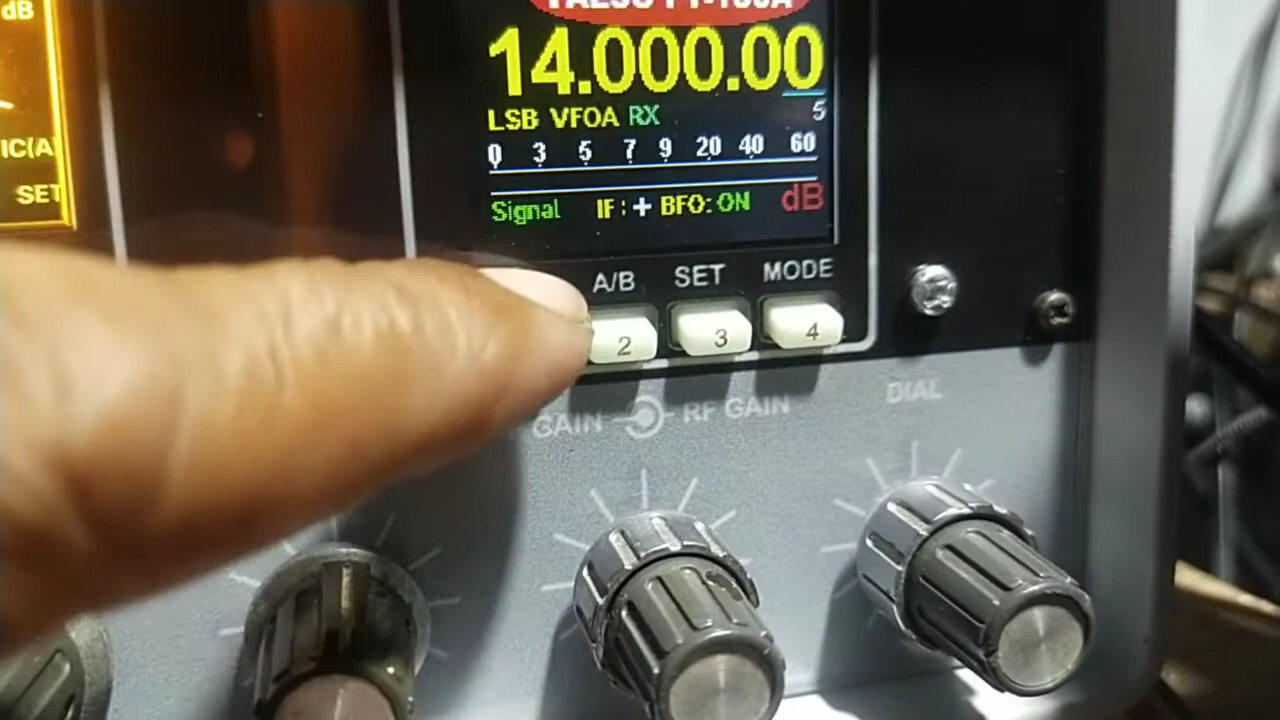 dB
IC(A
SET
14.000.00
LSB VFOA RX 5
0 3 5 7 9 20 40 60
Signal IF:+ BFO: ON dB
A/B SET MODE
2 3 4
GAIN RF GAIN
DIAL